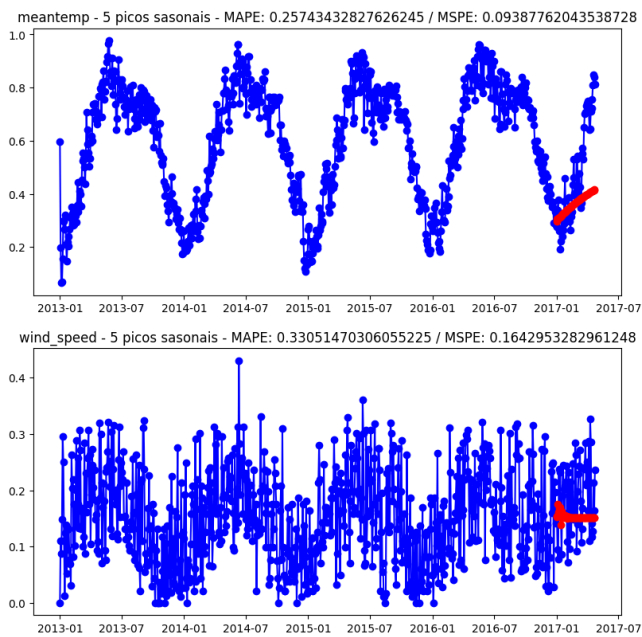 meantemp - 5 picos sasonais - MAPE: 0.25743432827626245 / MSPE: 0.09387762043538728
1.0
0.8
0.6
0.4
0.2
2013-01 2013-07 2014-01 2014-07 2015-01 2015-07 2016-01 2016-07 2017-01 2017-07
wind_speed - 5 picos sasonais - MAPE: 0.33051470306055225 / MSPE: 0.1642953282961248
0.4
0.3
0.2
0.1
0.0
2013-01 2013-07 2014-01 2014-07 2015-01 2015-07 2016-01 2016-07 2017-01 2017-07